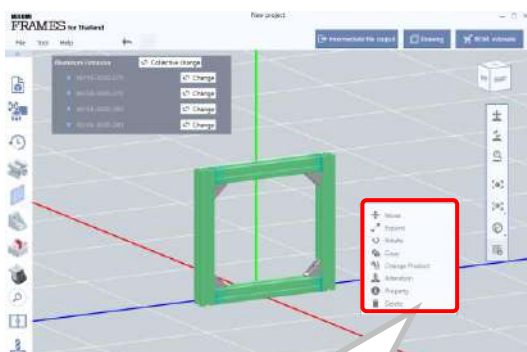 MISUMI
FRAMES for Thailand
New project
File Tool Help
Intermediate file output
Drawing
BOM, estimate
Aluminum Extrusion
Collective change
Change
Change
Change
Change
Move
Expand
Rotate
Copy
Change Product
Alteration
Property
Delete